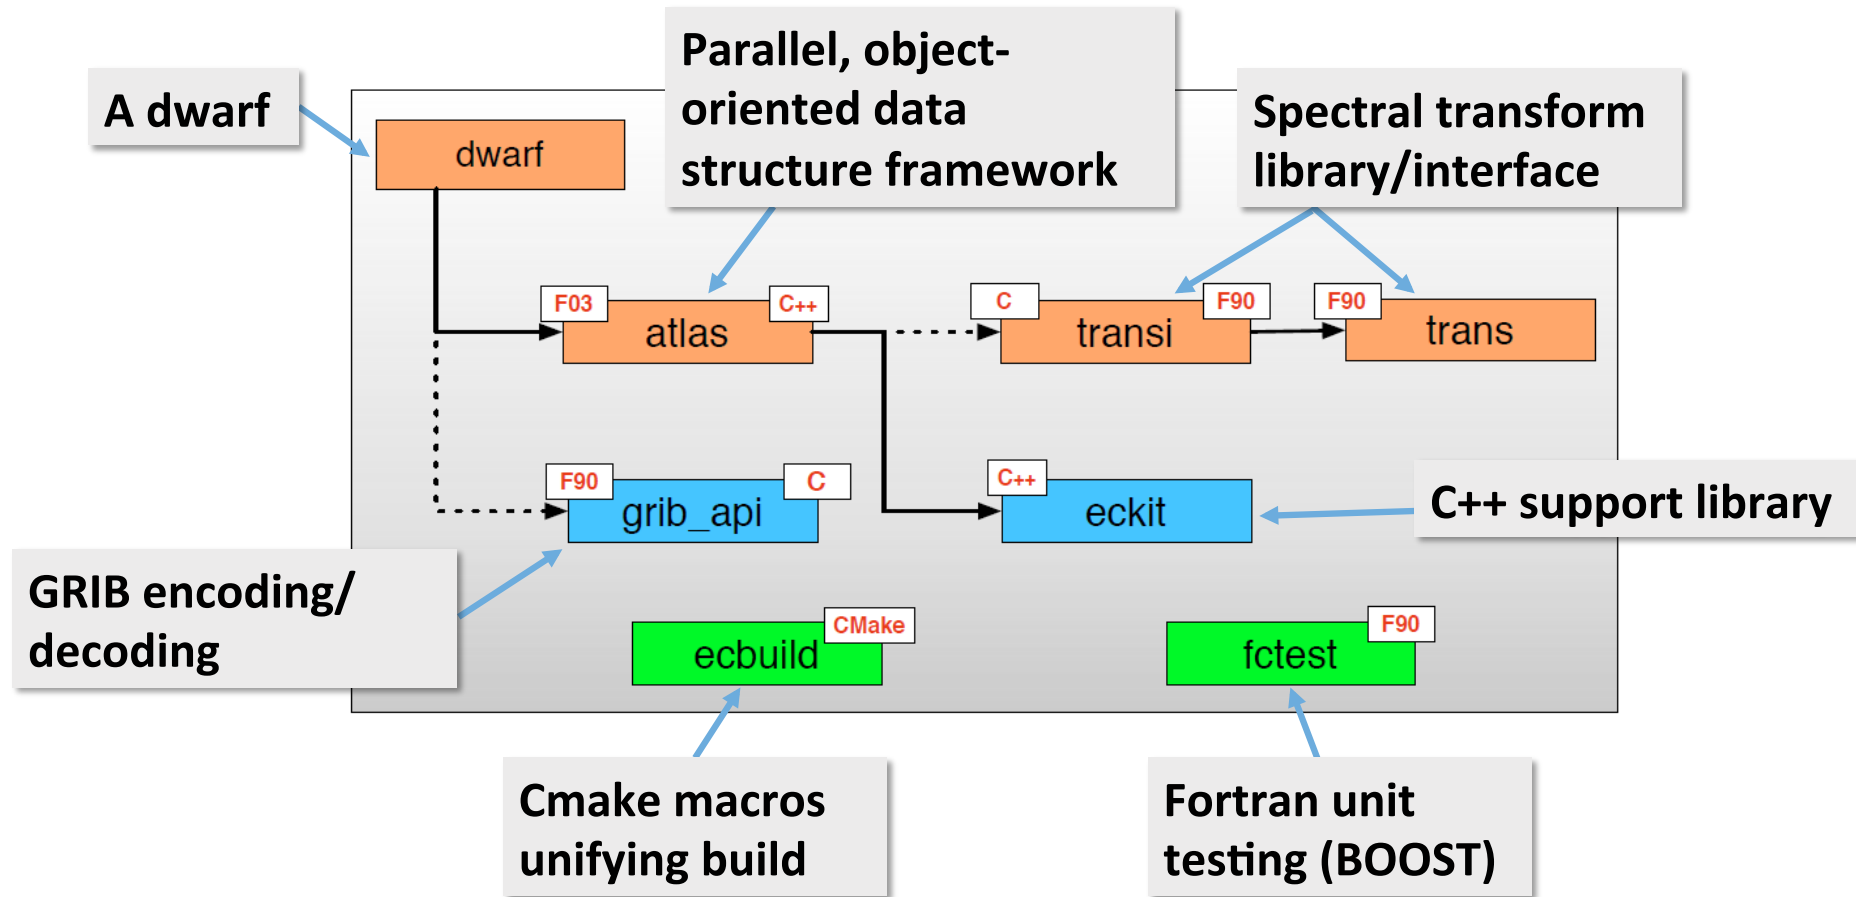 Parallel, object-
oriented data
structure framework
A dwarf
Spectral transform
library/interface
dwarf
F03
C++
atlas
C
F90
transi
F90
trans
F90
C
grib_api
C++
eckit
C++ support library
GRIB encoding/
decoding
CMake
ecbuild
F90
fctest
Cmake macros
unifying build
Fortran unit
testing (BOOST)